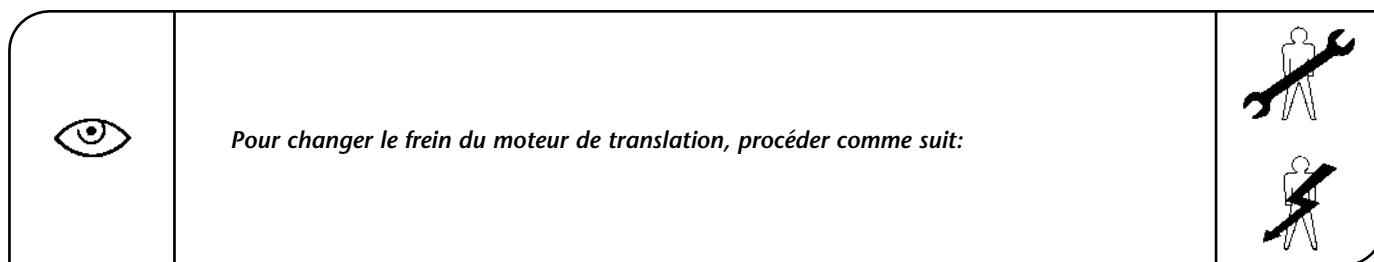 Pour changer le frein du moteur de translation, procéder comme suit: